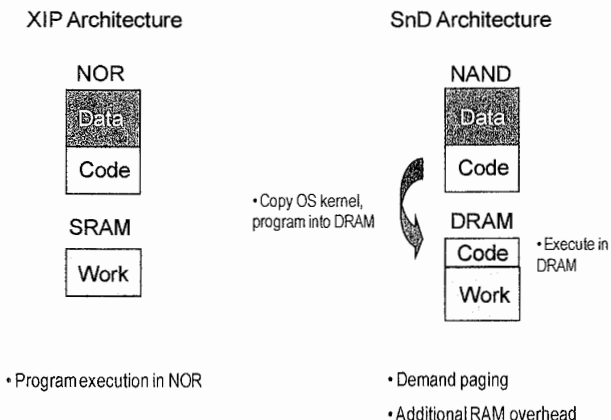 XIP Architecture
NOR
Data
Code
SRAM
Work
• Program execution in NOR
SnD Architecture
NAND
Data
Code
• Copy OS kernel,
program into DRAM
DRAM
Code
Work
• Execute in
DRAM
• Demand paging
• Additional RAM overhead